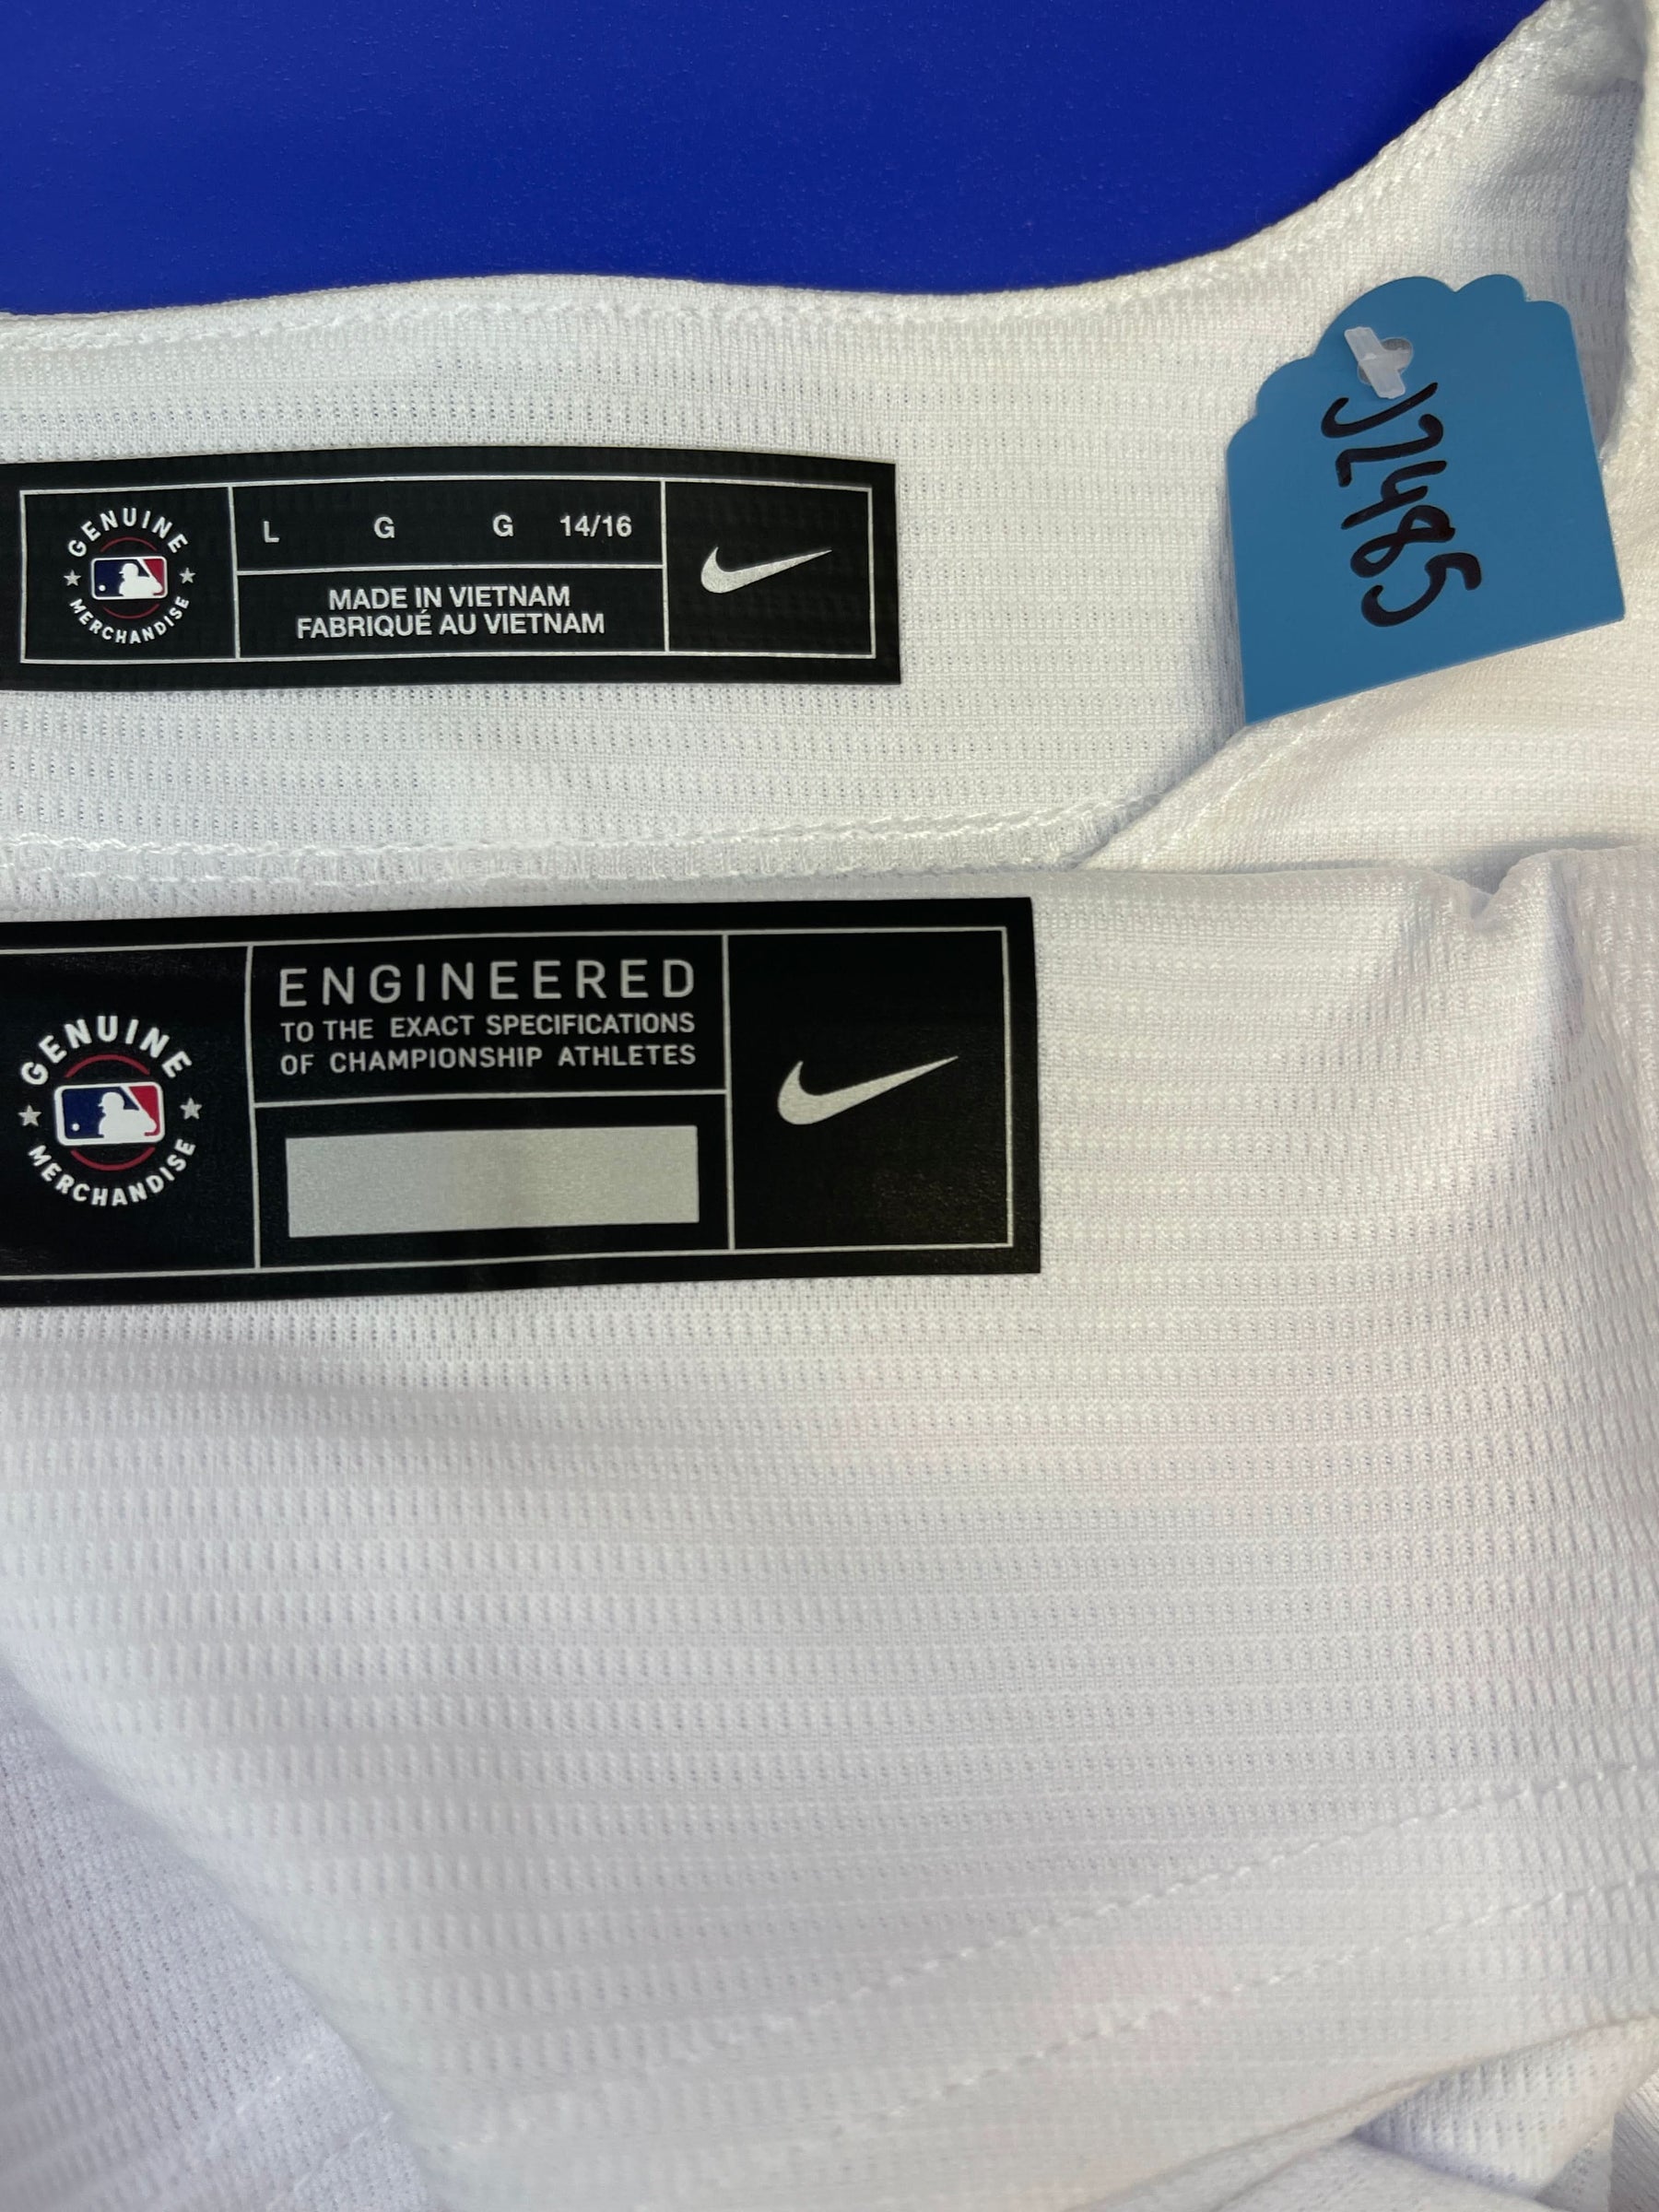 GENUINE
MERCHANDISE
L G G 14/16
MADE IN VIETNAM
FABRIQUÉ AU VIETNAM
J2485
GENUINE
MERCHANDISE
ENGINEERED
TO THE EXACT SPECIFICATIONS
OF CHAMPIONSHIP ATHLETES